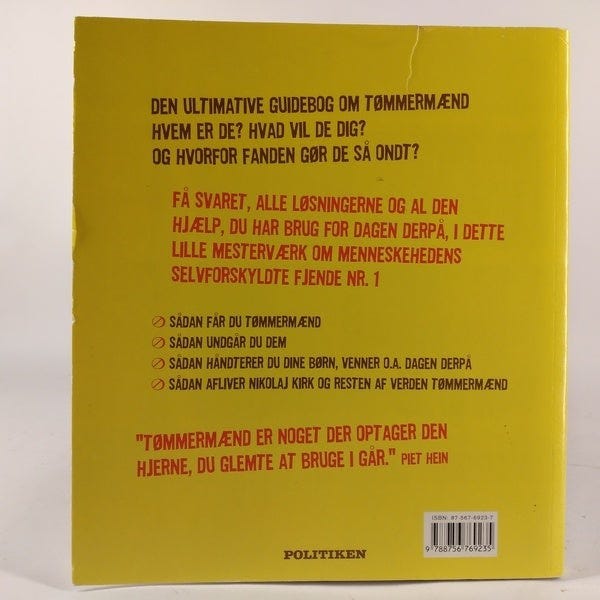 DEN ULTIMATIVE GUIDEBOG OM TØMMERMÆND
HVEM ER DE? HVAD VIL DE DIG?
OG HVORFOR FANDEN GØR DE SÅ ONDT?
FÅ SVARET, ALLE LØSNINGERNE OG AL DEN
HJÆLP, DU HAR BRUG FOR DAGEN DERPÅ, I DETTE
LILLE MESTERVÆRK OM MENNESKEHEDENS
SELVFORSKYLDTE FJENDE NR. 1
SÅDAN FÅR DU TØMMERMÆND
SÅDAN UNDGÅR DU DEM
SÅDAN HÅNDTERER DU DINE BØRN, VENNER O.A. DAGEN DERPÅ
SÅDAN AFLIVER NIKOLAJ KIRK OG RESTEN AF VERDEN TØMMERMÆND
"TØMMERMÆND ER NOGET DER OPTAGER DEN
HJERNE, DU GLEMTE AT BRUGE I GÅR." PIET HEIN
ISBN 87-567-6923-7
9 788756 769235
POLITIKEN